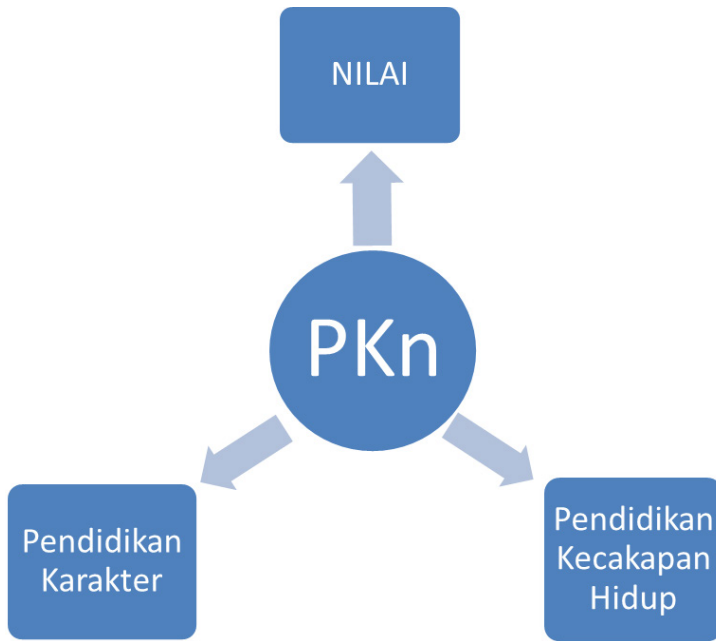 NILAI
PKn
Pendidikan
Karakter
Pendidikan
Kecakapan
Hidup